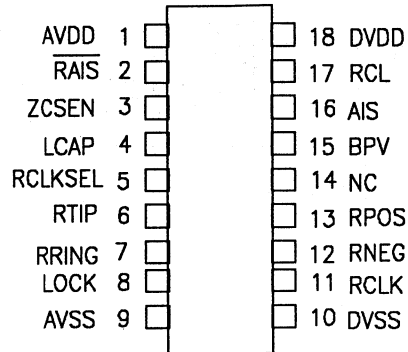 AVDD 1 18 DVDD
RAIS 2 17 RCL
ZCSEN 3 16 AIS
LCAP 4 15 BPV
RCLKSEL 5 14 NC
RTIP 6 13 RPOS
RRING 7 12 RNEG
LOCK 8 11 RCLK
AVSS 9 10 DVSS